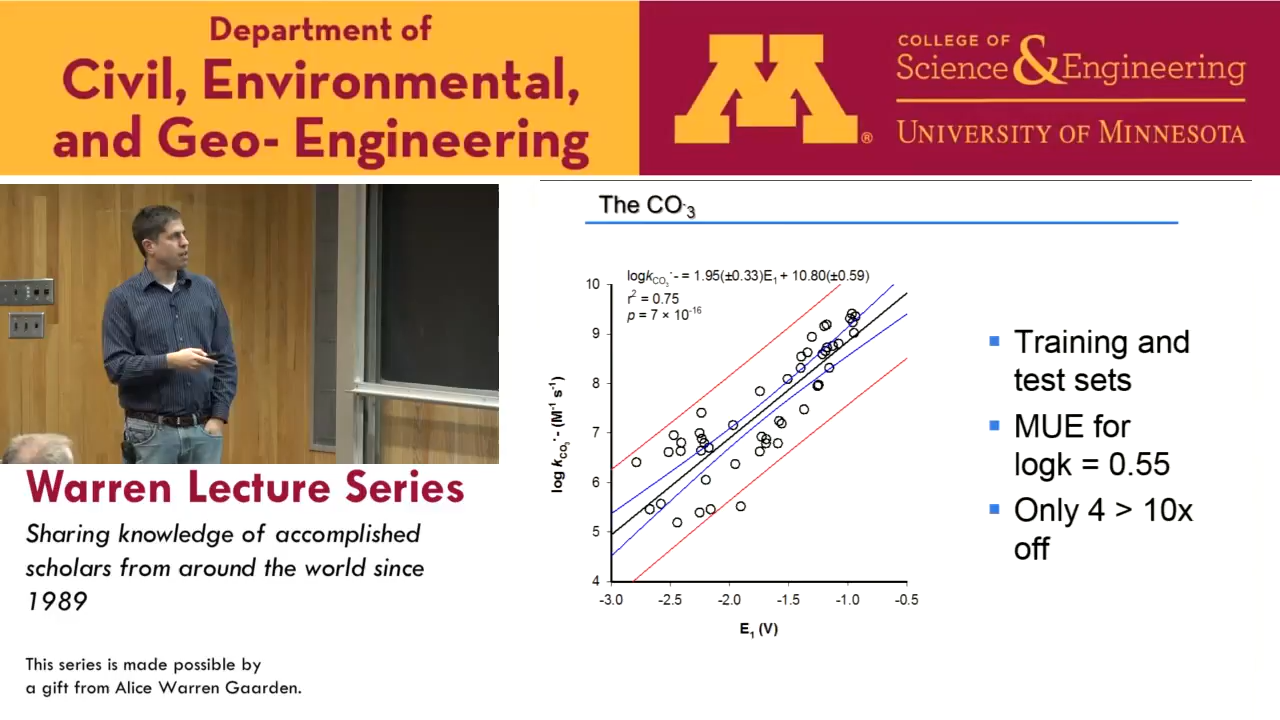 Department of
Civil, Environmental,
and Geo- Engineering
M®
COLLEGE OF
Science & Engineering
UNIVERSITY OF MINNESOTA
The CO·3
logkCO3·- = 1.95(±0.33)E1 + 10.80(±0.59)
r² = 0.75
p = 7 × 10-16
10
9
8
7
6
5
4
log kCO3·- (M-1 s-1)
-3.0 -2.5 -2.0 -1.5 -1.0 -0.5
E1 (V)
Training and
test sets
MUE for
logk = 0.55
Only 4 > 10x
off
Warren Lecture Series
Sharing knowledge of accomplished
scholars from around the world since
1989
This series is made possible by
a gift from Alice Warren Gaarden.